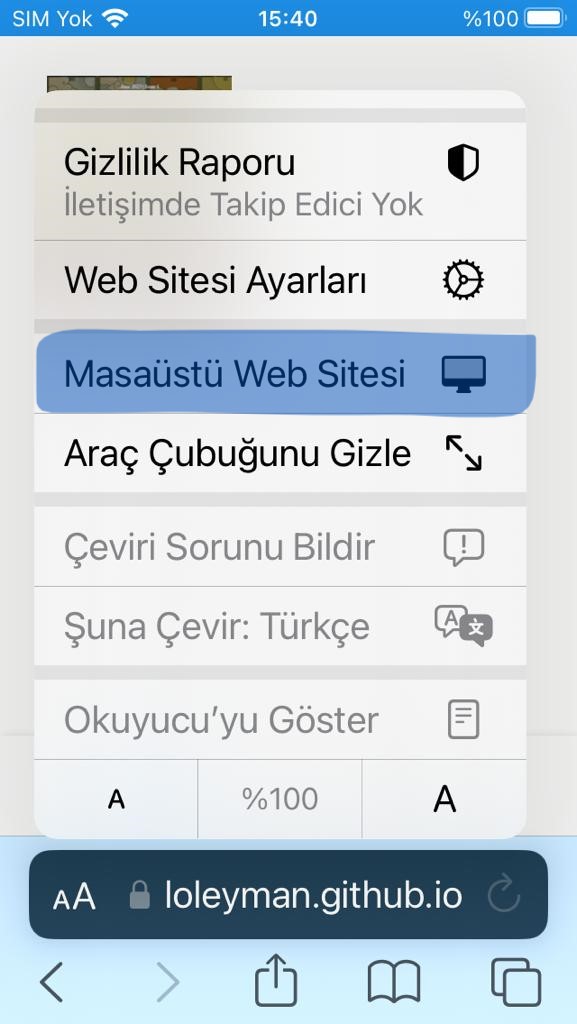 SIM Yok
15:40
%100
Gizlilik Raporu
İletişimde Takip Edici Yok
Web Sitesi Ayarları
Masaüstü Web Sitesi
Araç Çubuğunu Gizle
Çeviri Sorunu Bildir
Şuna Çevir: Türkçe
Okuyucu’yu Göster
A
%100
A
AA
loleyman.github.io